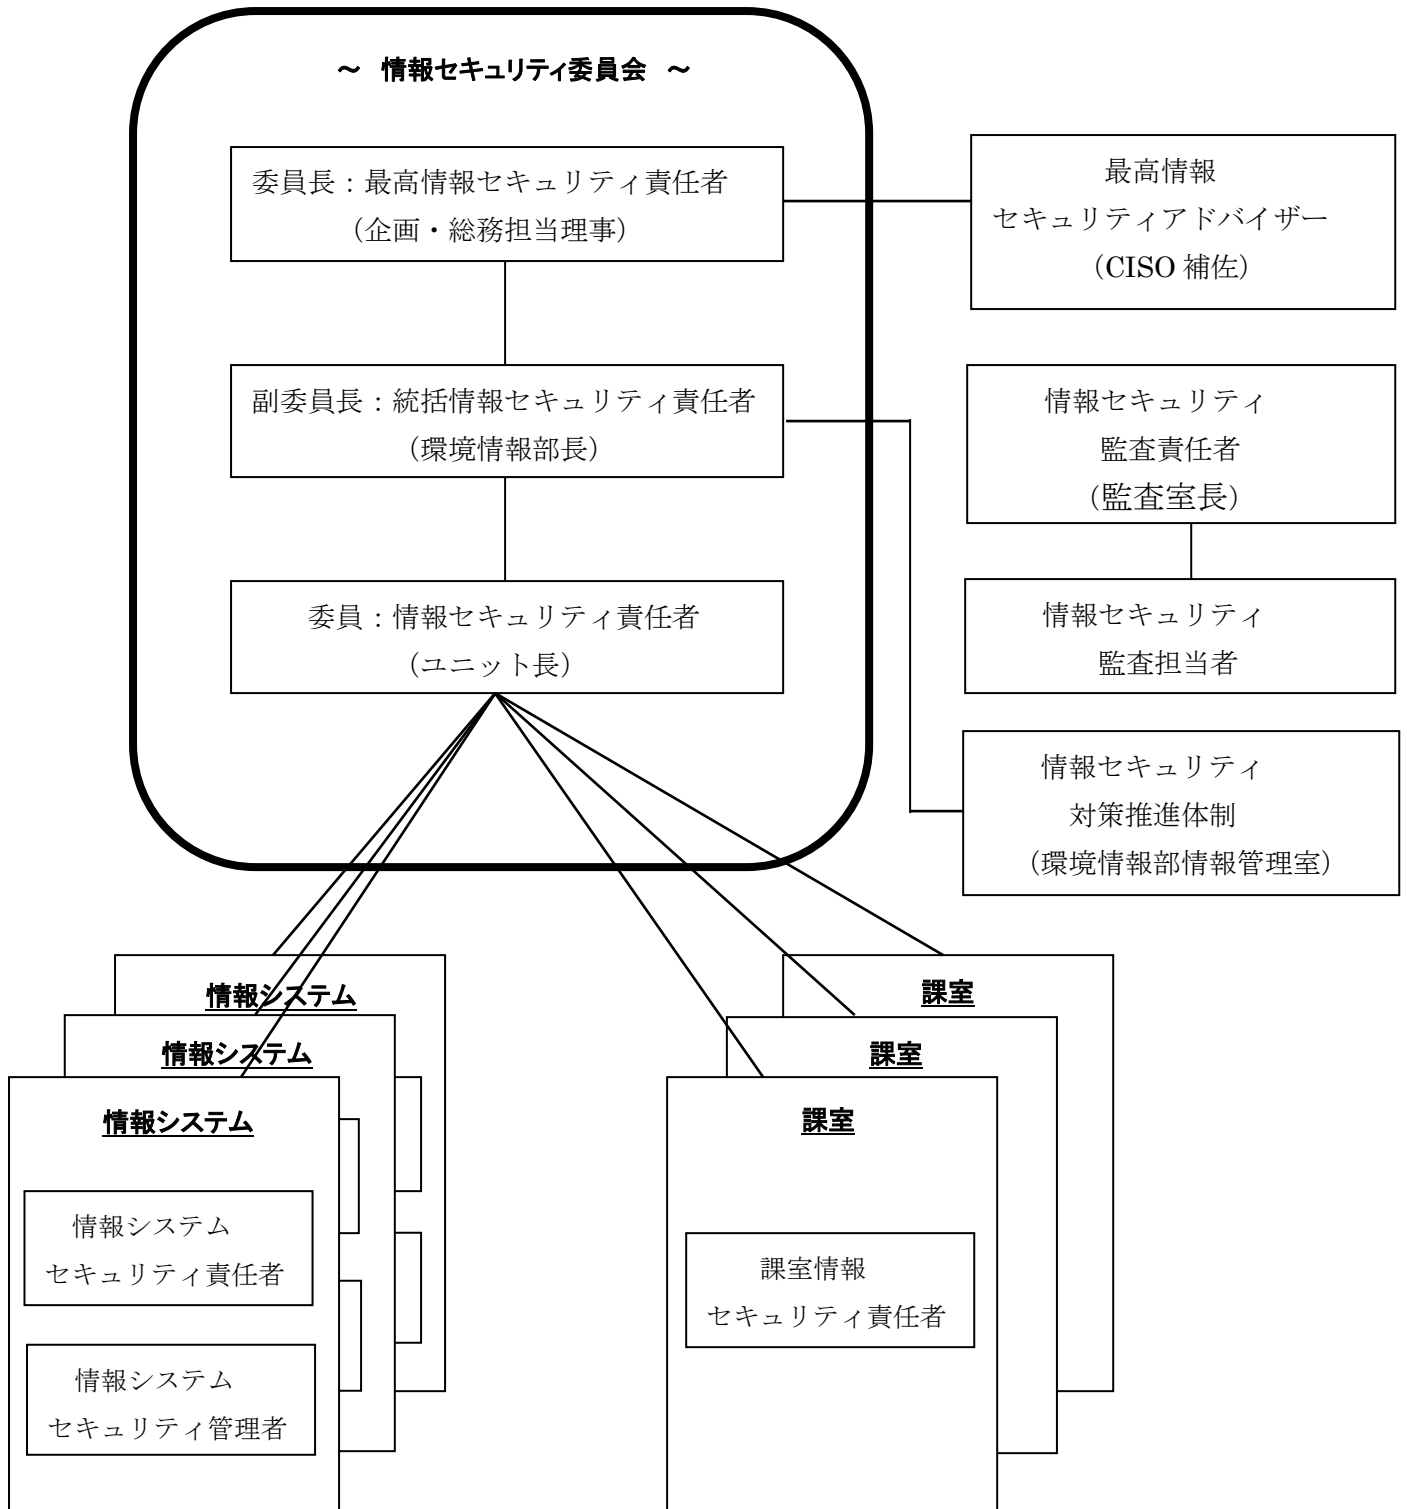 ～ 情報セキュリティ委員会 ～
委員長：最高情報セキュリティ責任者
（企画・総務担当理事）
最高情報
セキュリティアドバイザー
（CISO 補佐）
副委員長：統括情報セキュリティ責任者
（環境情報部長）
情報セキュリティ
監査責任者
（監査室長）
委員：情報セキュリティ責任者
（ユニット長）
情報セキュリティ
監査担当者
情報セキュリティ
対策推進体制
（環境情報部情報管理室）
情報システム
情報システム
情報システム
情報システム
セキュリティ責任者
情報システム
セキュリティ管理者
課室
課室
課室
課室情報
セキュリティ責任者